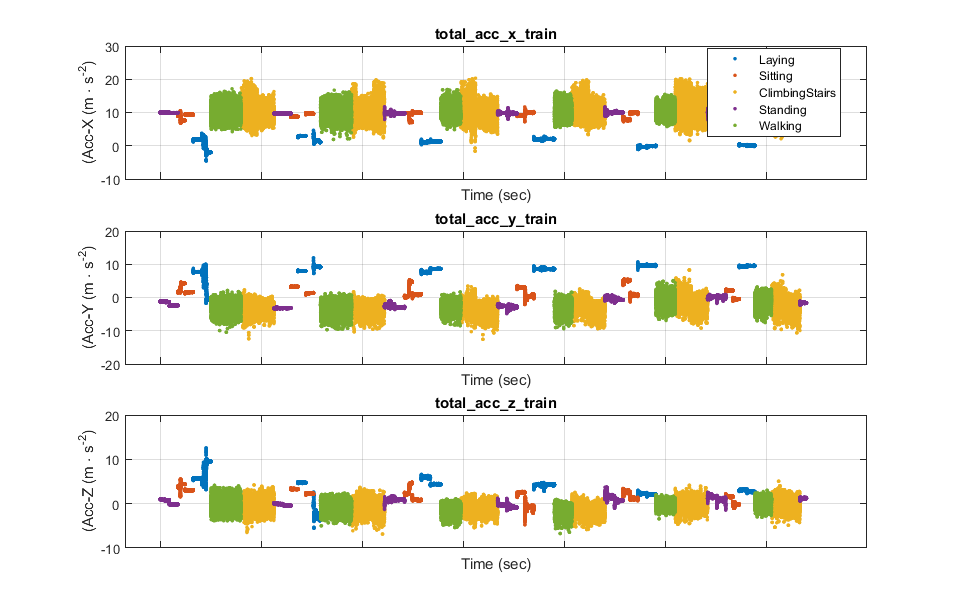 total_acc_x_train
(Acc-X (m · s⁻²)
30
20
10
0
-10
Laying
Sitting
ClimbingStairs
Standing
Walking
Time (sec)
total_acc_y_train
(Acc-Y (m · s⁻²)
20
10
0
-10
-20
Time (sec)
total_acc_z_train
(Acc-Z (m · s⁻²)
20
10
0
-10
Time (sec)